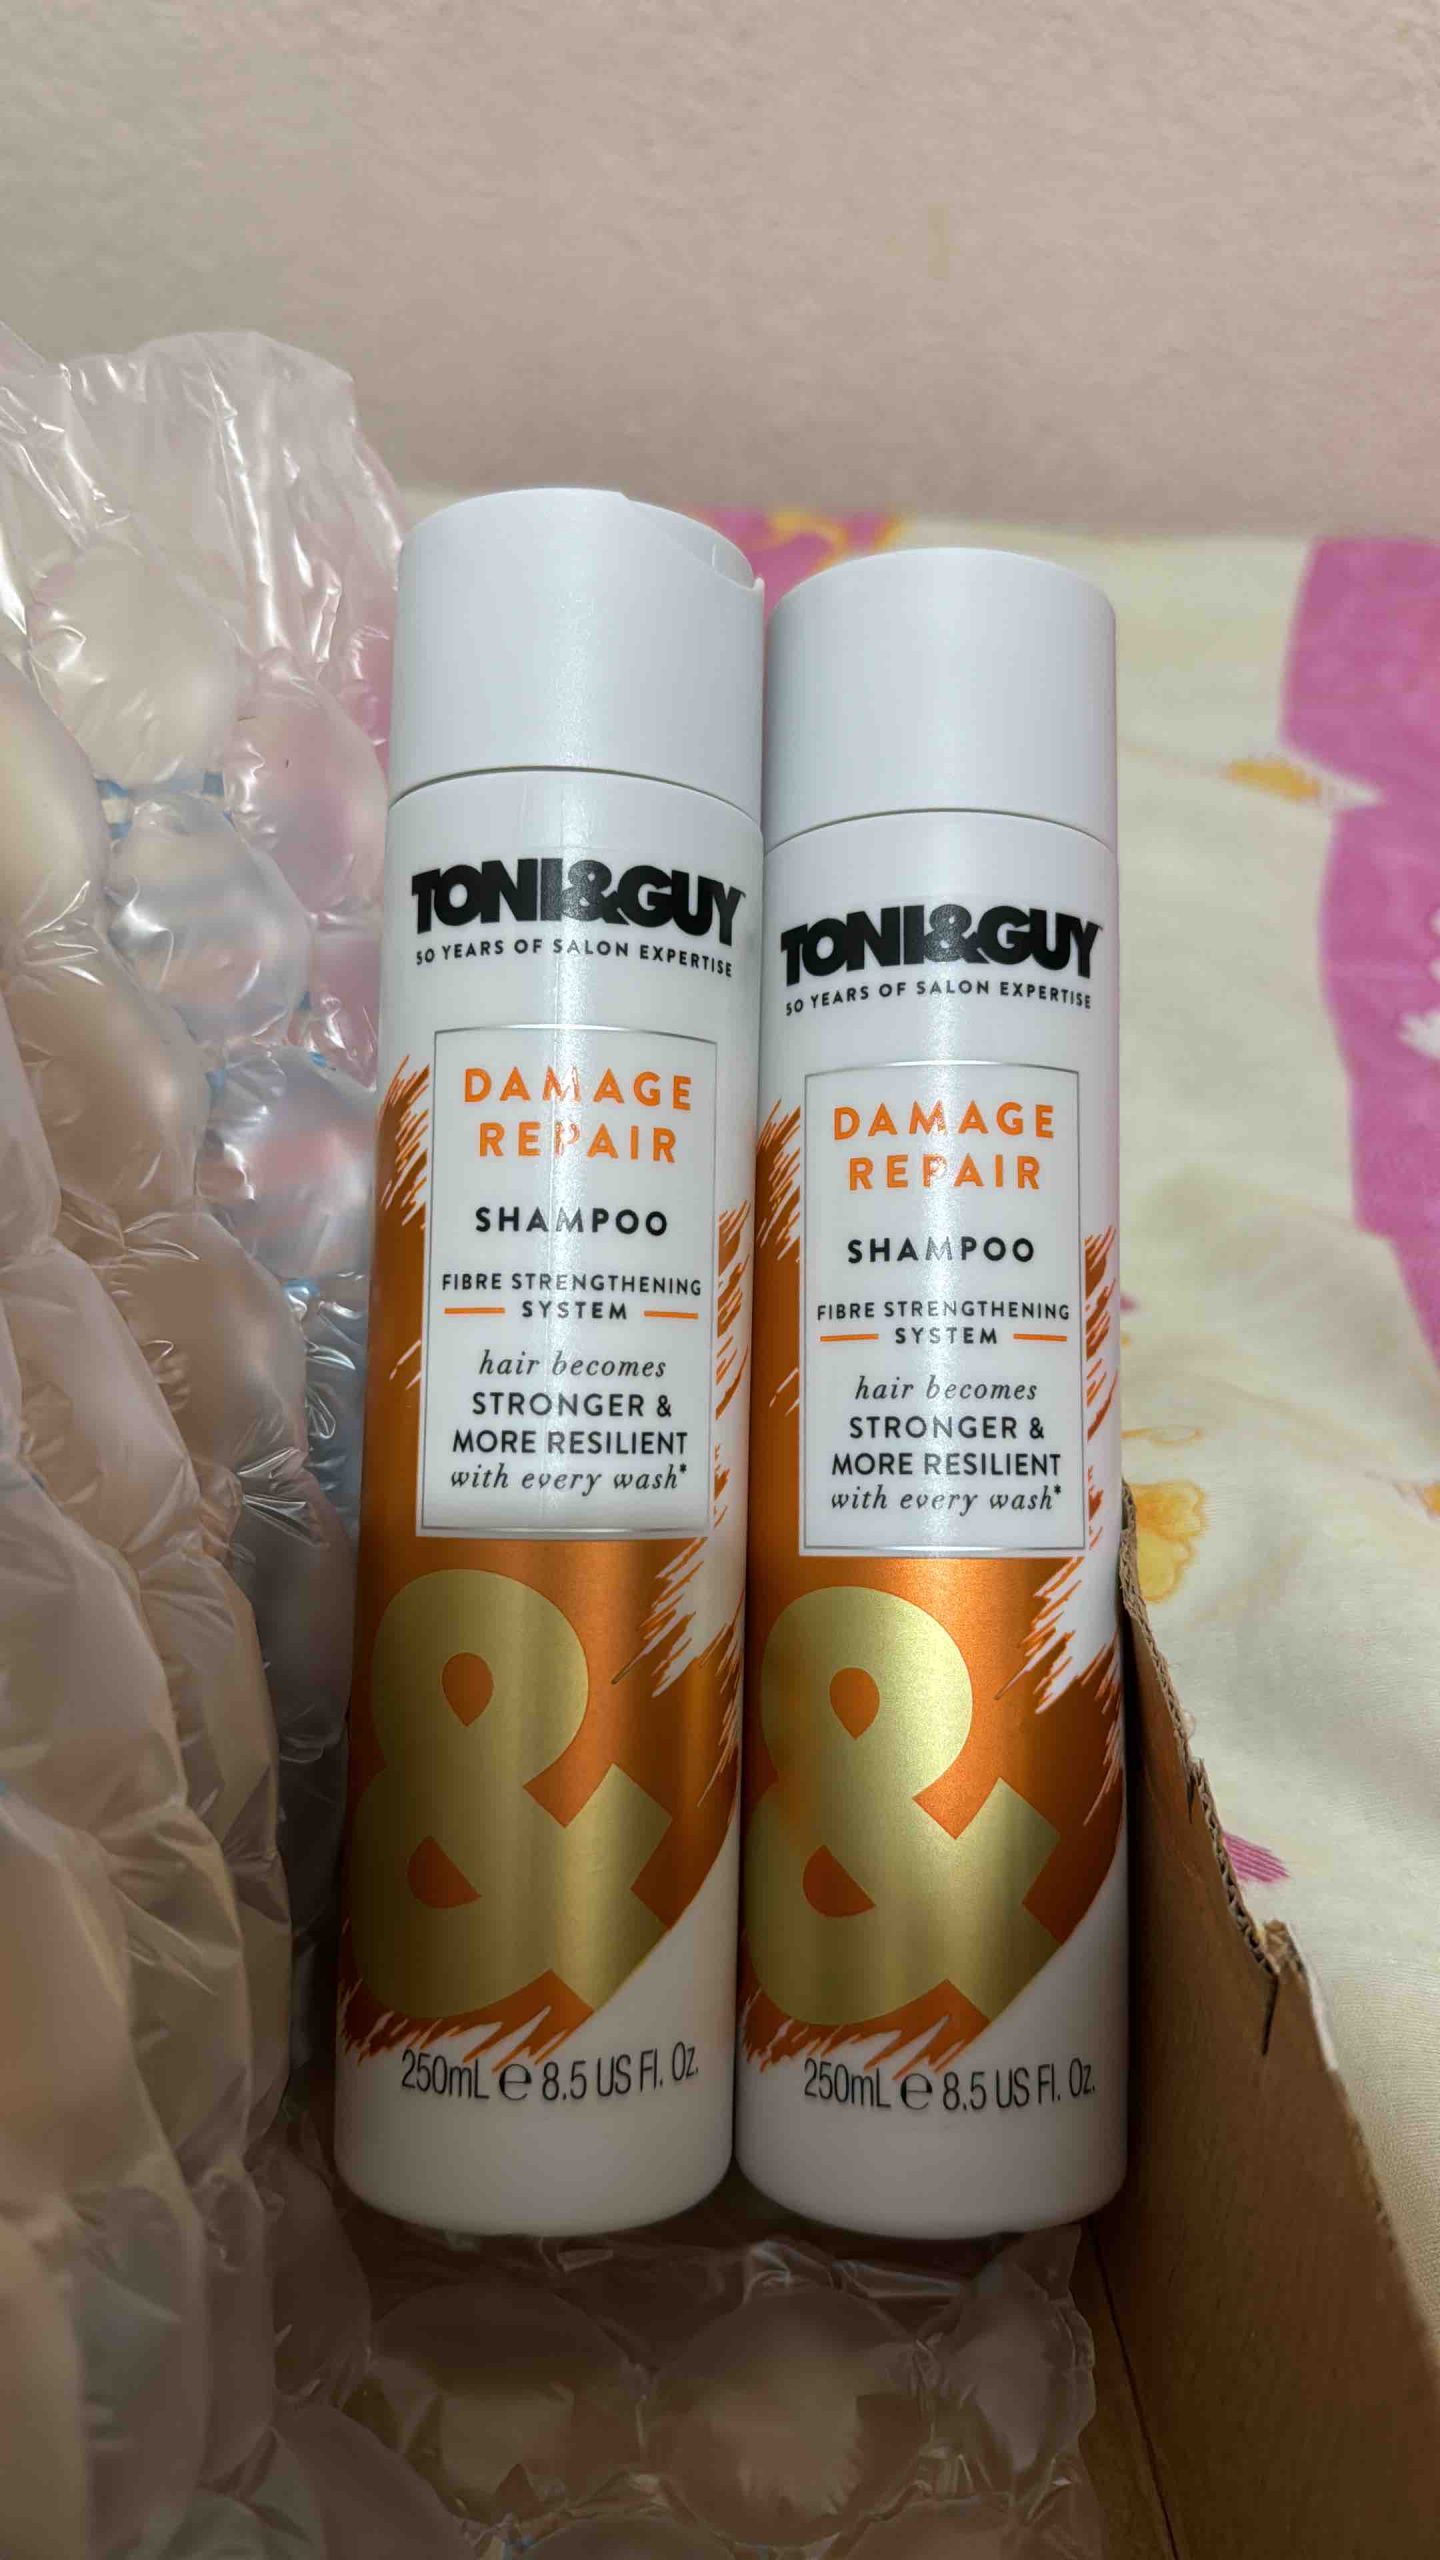 TONI&GUY
50 YEARS OF SALON EXPERTISE
DAMAGE
REPAIR
SHAMPOO
FIBRE STRENGTHENING
SYSTEM
hair becomes
STRONGER &
MORE RESILIENT
with every wash*
&
250mL e 8.5 US Fl. Oz.
TONI&GUY
50 YEARS OF SALON EXPERTISE
DAMAGE
REPAIR
SHAMPOO
FIBRE STRENGTHENING
SYSTEM
hair becomes
STRONGER &
MORE RESILIENT
with every wash*
&
250mL e 8.5 US Fl. Oz.